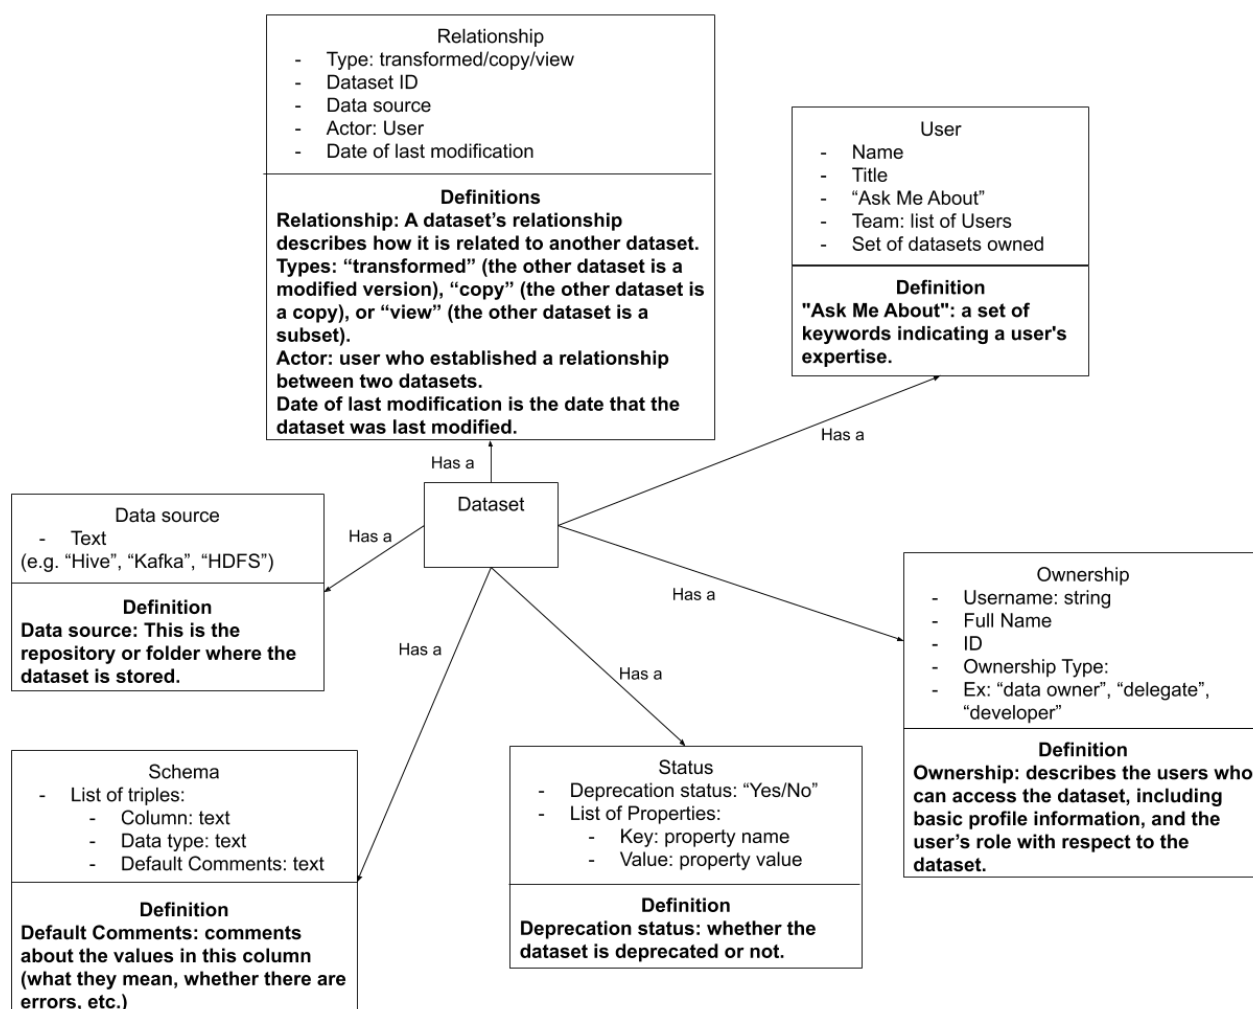 Relationship
- Type: transformed/copy/view
- Dataset ID
- Data source
- Actor: User
- Date of last modification
Definitions
Relationship: A dataset’s relationship
describes how it is related to another dataset.
Types: “transformed” (the other dataset is a
modified version), “copy” (the other dataset is
a copy), or “view” (the other dataset is a
subset).
Actor: user who established a relationship
between two datasets.
Date of last modification is the date that the
dataset was last modified.
User
- Name
- Title
- “Ask Me About”
- Team: list of Users
- Set of datasets owned
Definition
"Ask Me About": a set of
keywords indicating a user's
expertise.
Has a
Has a
Dataset
Data source
- Text
(e.g. “Hive”, “Kafka”, “HDFS”)
Definition
Data source: This is the
repository or folder where the
dataset is stored.
Has a
Has a
Ownership
- Username: string
- Full Name
- ID
- Ownership Type:
- Ex: “data owner”, “delegate”,
“developer”
Definition
Ownership: describes the users who
can access the dataset, including
basic profile information, and the
user’s role with respect to the
dataset.
Has a
Has a
Schema
- List of triples:
- Column: text
- Data type: text
- Default Comments: text
Definition
Default Comments: comments
about the values in this column
(what they mean, whether there are
errors, etc.)
Status
- Deprecation status: “Yes/No”
- List of Properties:
- Key: property name
- Value: property value
Definition
Deprecation status: whether the
dataset is deprecated or not.